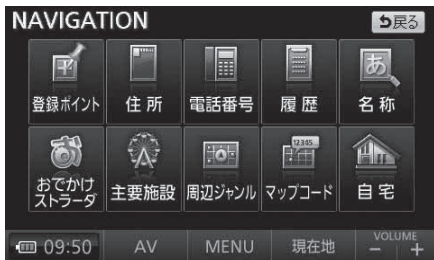 NAVIGATION
戻る
登録ポイント
住所
電話番号
履歴
名称
おでかけ
ストラーダ
主要施設
周辺ジャンル
マップコード
自宅
09:50
AV
MENU
現在地
VOLUME
− +
あ
12345